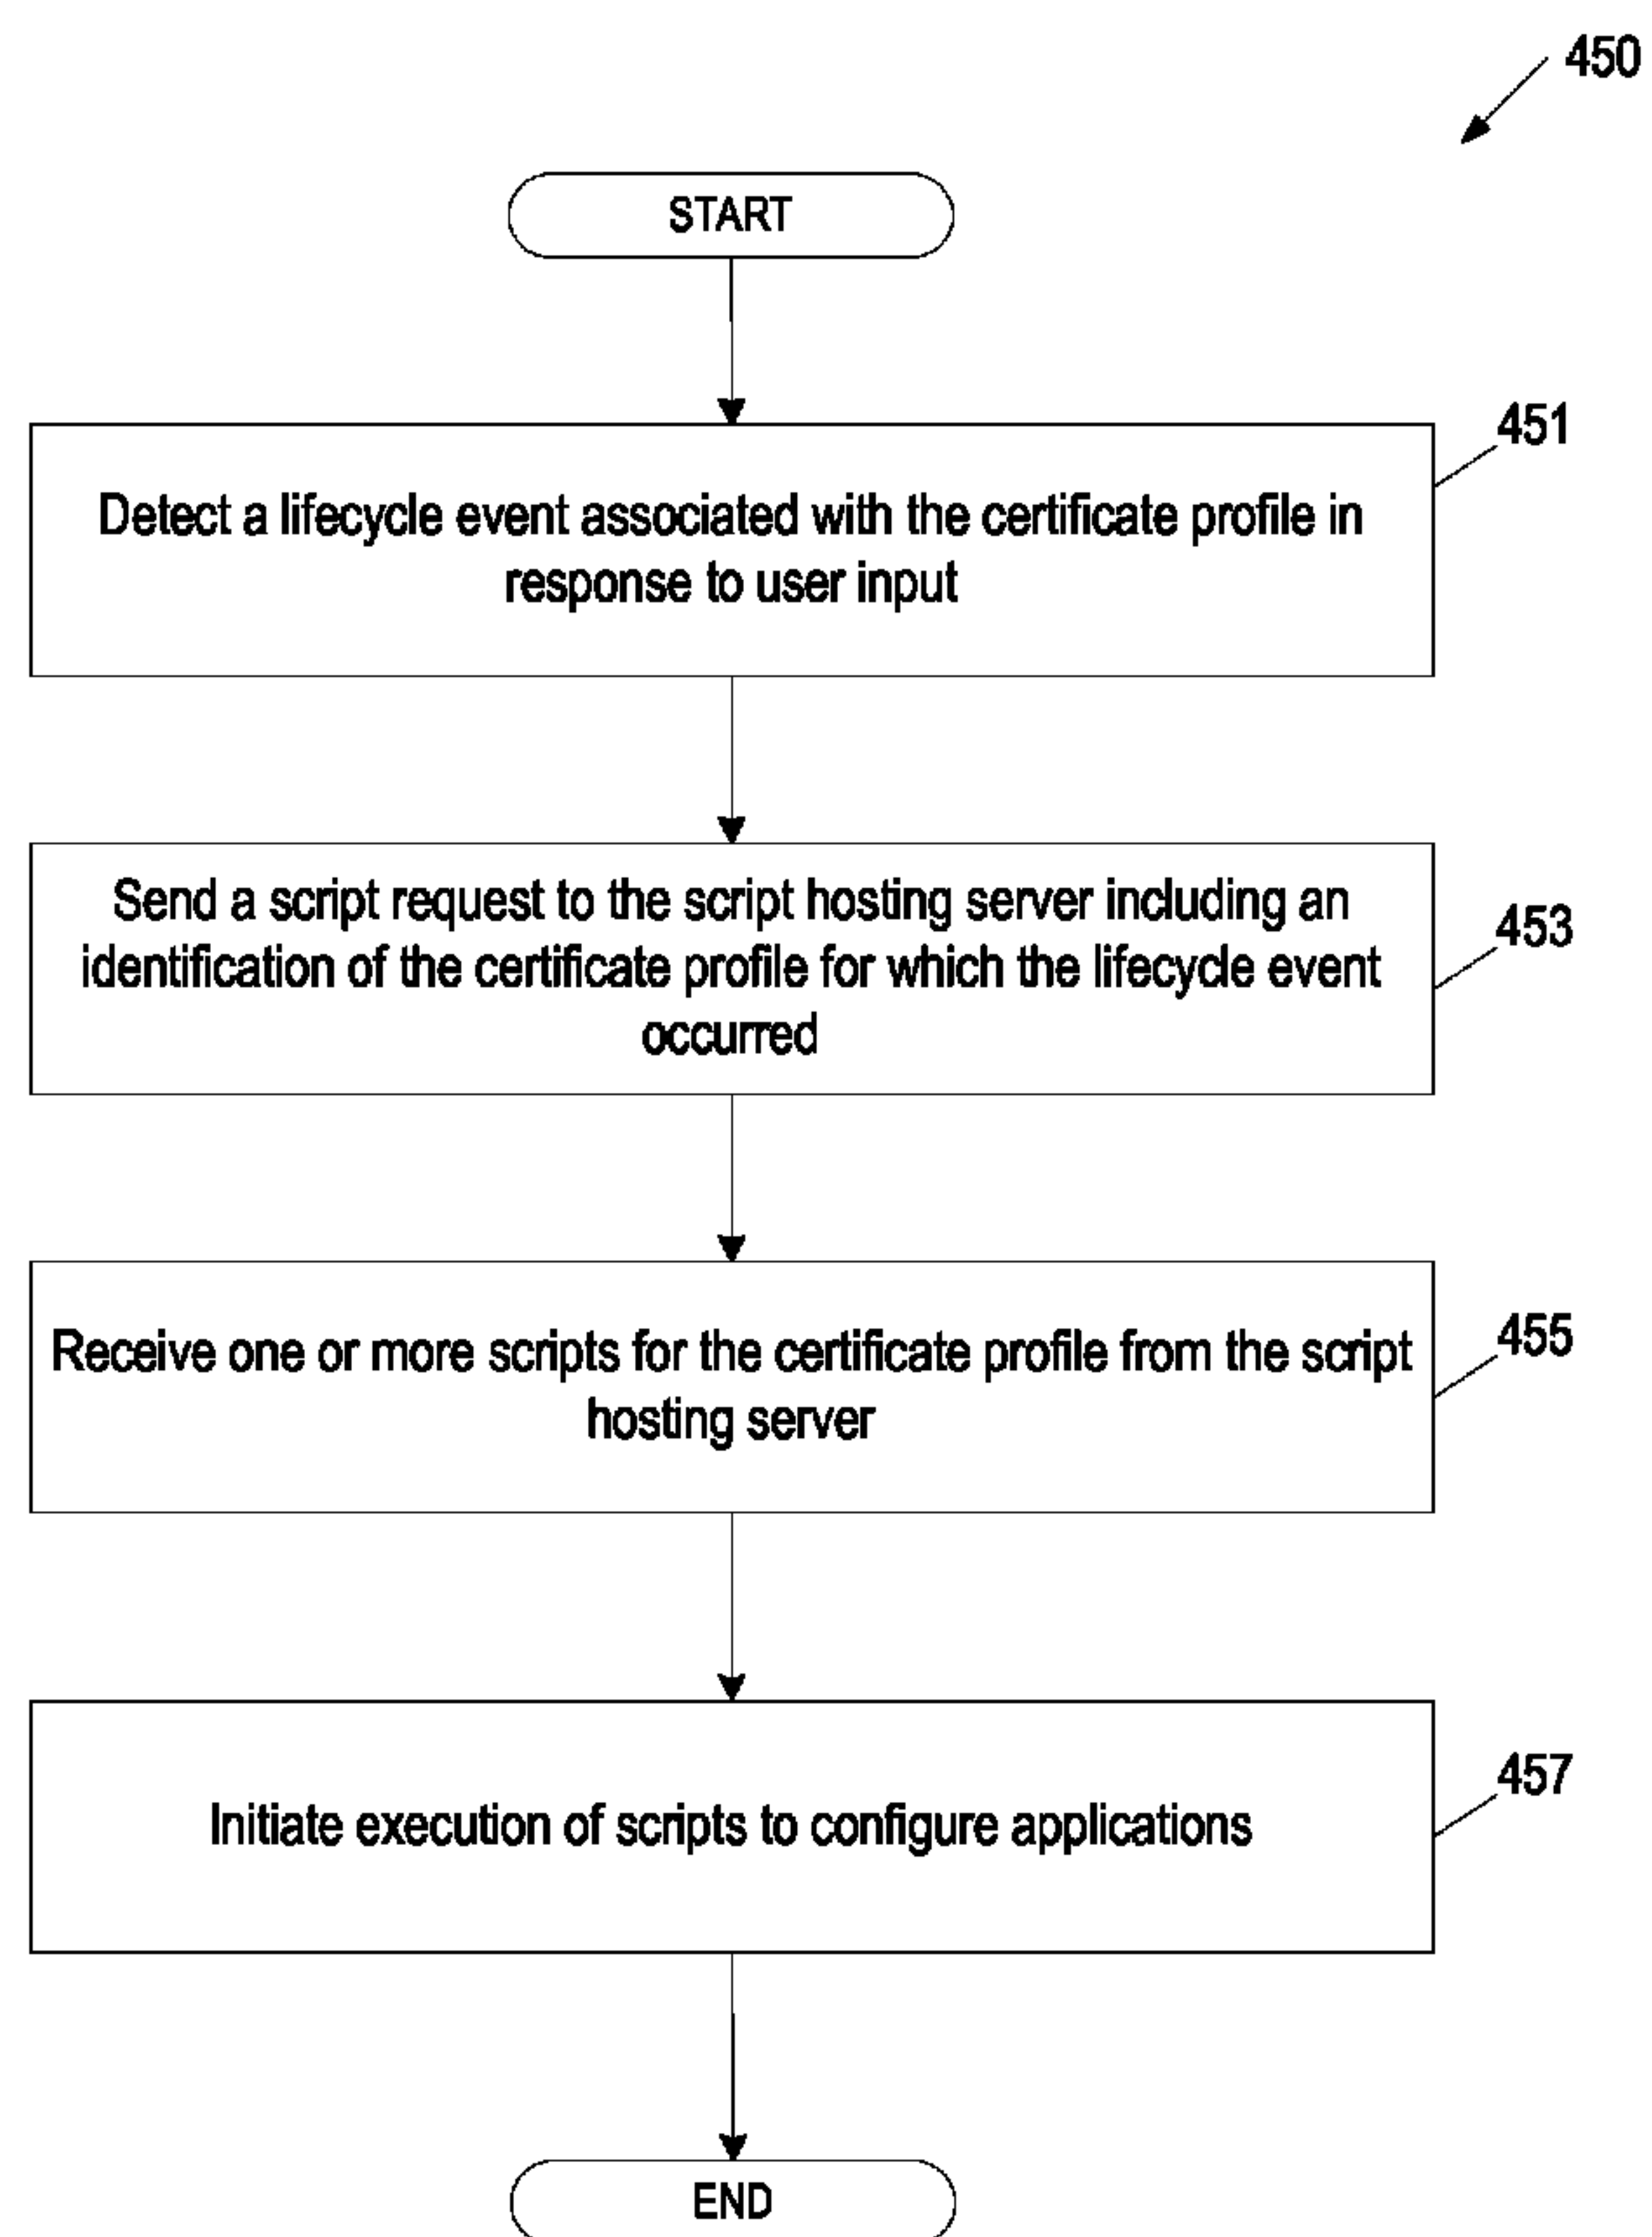 450
START
451
Detect a lifecycle event associated with the certificate profile in
response to user input
Send a script request to the script hosting server including an
identification of the certificate profile for which the lifecycle event
occurred
453
Receive one or more scripts for the certificate profile from the script
hosting server
455
Initiate execution of scripts to configure applications
457
END